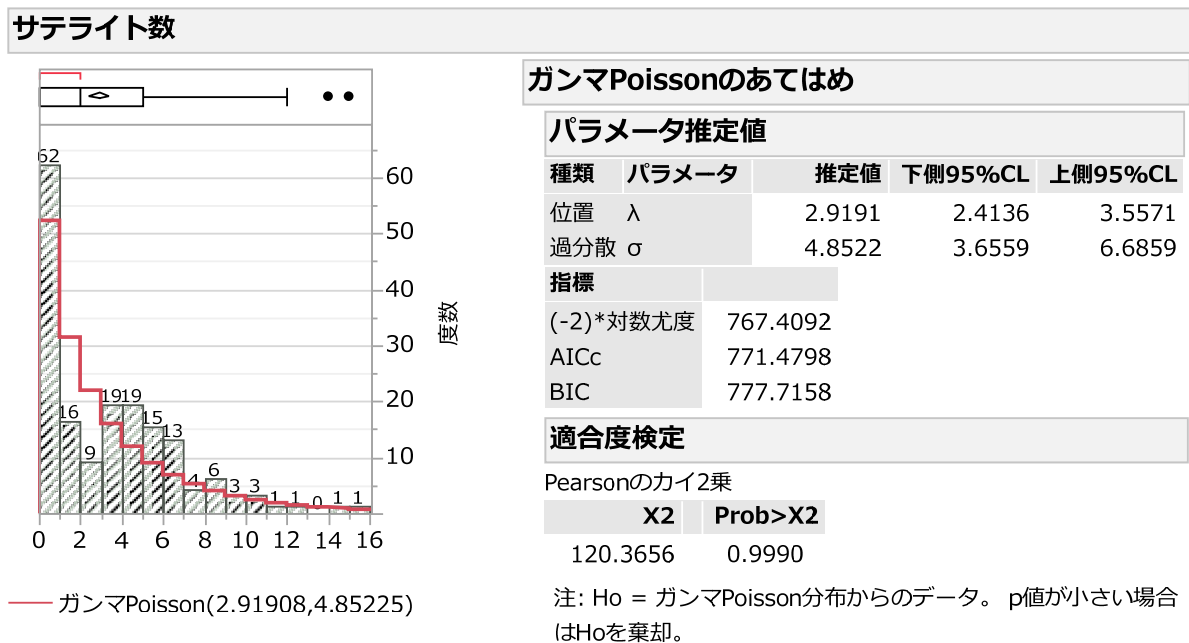 サテライト数
62
16
9
19
19
15
13
4
6
3
3
1
1
0
1
1
60
50
40
30
20
10
度数
0 2 4 6 8 10 12 14 16
ガンマPoisson(2.91908,4.85225)
ガンマPoissonのあてはめ
パラメータ推定値
種類 パラメータ 推定値 下側95%CL 上側95%CL
位置 λ 2.9191 2.4136 3.5571
過分散 σ 4.8522 3.6559 6.6859
指標
(-2)*対数尤度 767.4092
AICc 771.4798
BIC 777.7158
適合度検定
Pearsonのカイ2乗
X2 Prob>X2
120.3656 0.9990
注: Ho = ガンマPoisson分布からのデータ。 p値が小さい場合
はHoを棄却。